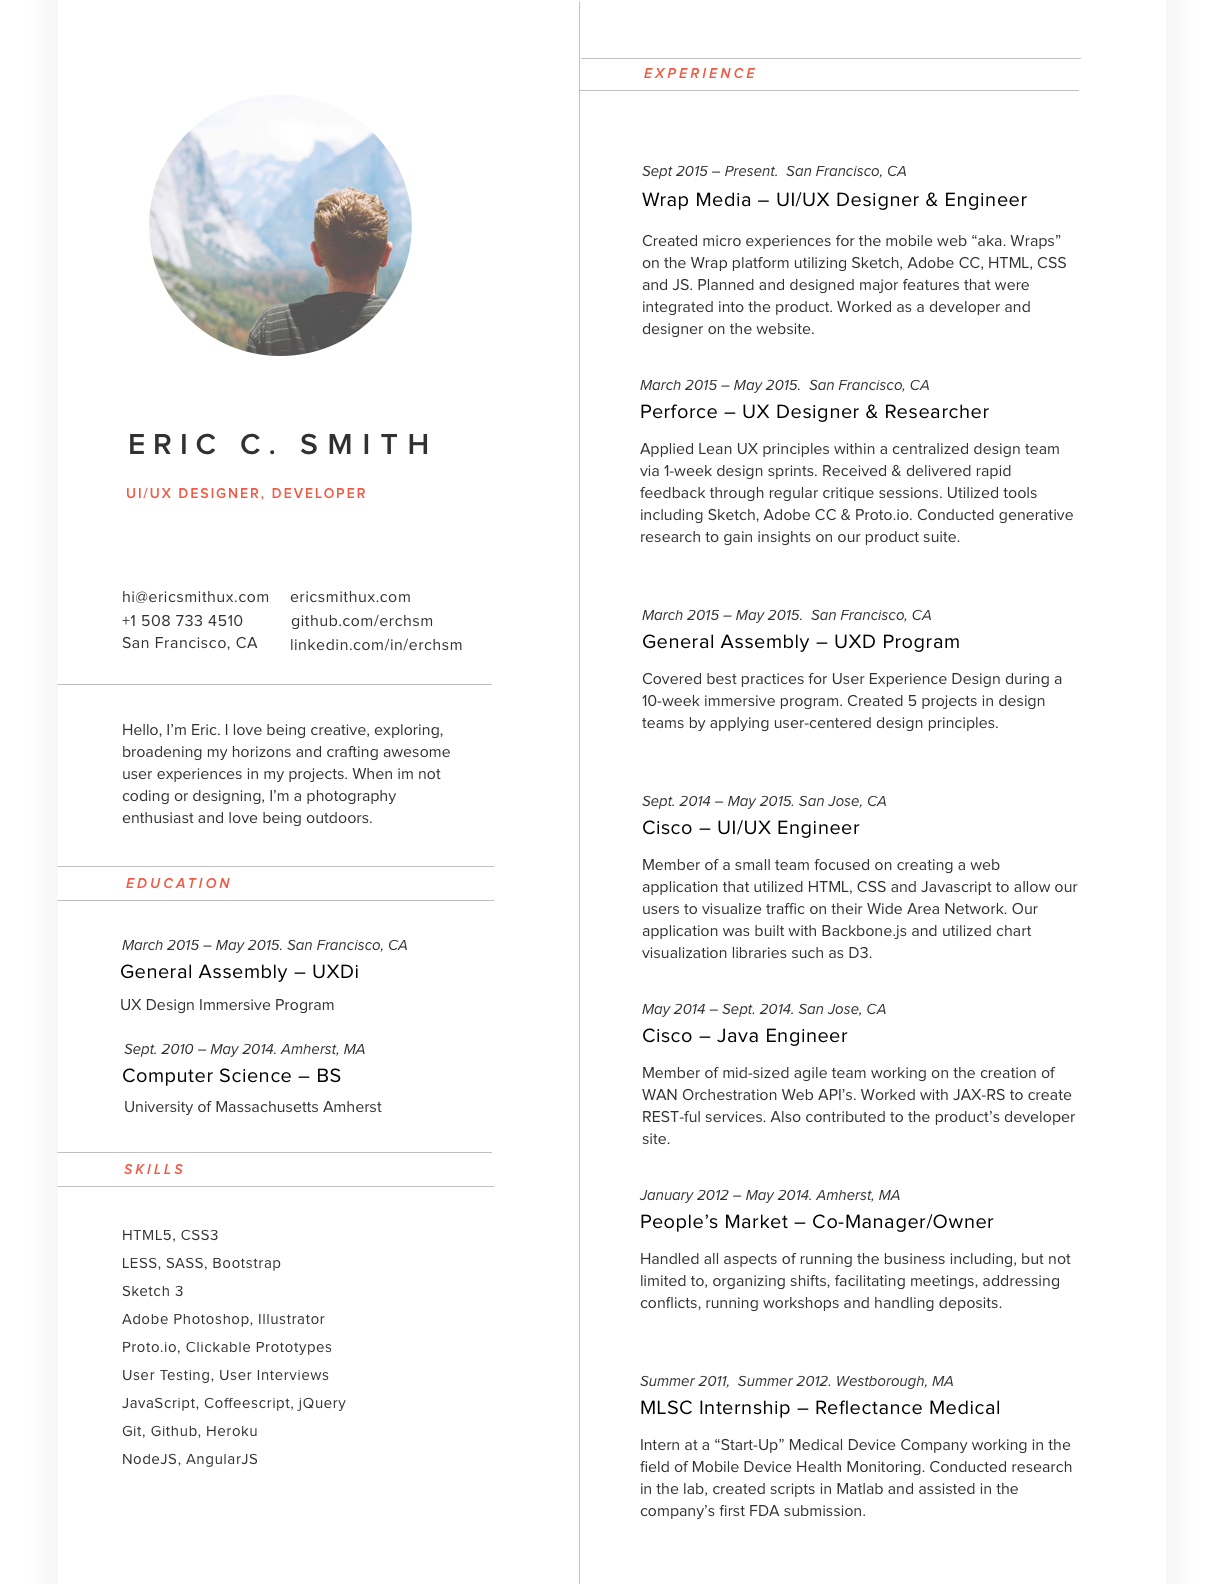 ERIC C. SMITH
UI/UX DESIGNER, DEVELOPER
hi@ericsmithux.com
+1 508 733 4510
San Francisco, CA
ericsmithux.com
github.com/erchsm
linkedin.com/in/erchsm
Hello, I’m Eric. I love being creative, exploring,
broadening my horizons and crafting awesome
user experiences in my projects. When im not
coding or designing, I’m a photography
enthusiast and love being outdoors.
EDUCATION
March 2015 – May 2015. San Francisco, CA
General Assembly – UXDi
UX Design Immersive Program
Sept. 2010 – May 2014. Amherst, MA
Computer Science – BS
University of Massachusetts Amherst
SKILLS
HTML5, CSS3
LESS, SASS, Bootstrap
Sketch 3
Adobe Photoshop, Illustrator
Proto.io, Clickable Prototypes
User Testing, User Interviews
JavaScript, Coffeescript, jQuery
Git, Github, Heroku
NodeJS, AngularJS
EXPERIENCE
Sept 2015 – Present.  San Francisco, CA
Wrap Media – UI/UX Designer & Engineer
Created micro experiences for the mobile web “aka. Wraps”
on the Wrap platform utilizing Sketch, Adobe CC, HTML, CSS
and JS. Planned and designed major features that were
integrated into the product. Worked as a developer and
designer on the website.
March 2015 – May 2015.  San Francisco, CA
Perforce – UX Designer & Researcher
Applied Lean UX principles within a centralized design team
via 1-week design sprints. Received & delivered rapid
feedback through regular critique sessions. Utilized tools
including Sketch, Adobe CC & Proto.io. Conducted generative
research to gain insights on our product suite.
March 2015 – May 2015.  San Francisco, CA
General Assembly – UXD Program
Covered best practices for User Experience Design during a
10-week immersive program. Created 5 projects in design
teams by applying user-centered design principles.
Sept. 2014 – May 2015. San Jose, CA
Cisco – UI/UX Engineer
Member of a small team focused on creating a web
application that utilized HTML, CSS and Javascript to allow our
users to visualize traffic on their Wide Area Network. Our
application was built with Backbone.js and utilized chart
visualization libraries such as D3.
May 2014 – Sept. 2014. San Jose, CA
Cisco – Java Engineer
Member of mid-sized agile team working on the creation of
WAN Orchestration Web API’s. Worked with JAX-RS to create
REST-ful services. Also contributed to the product’s developer
site.
January 2012 – May 2014. Amherst, MA
People’s Market – Co-Manager/Owner
Handled all aspects of running the business including, but not
limited to, organizing shifts, facilitating meetings, addressing
conflicts, running workshops and handling deposits.
Summer 2011,  Summer 2012. Westborough, MA
MLSC Internship – Reflectance Medical
Intern at a “Start-Up” Medical Device Company working in the
field of Mobile Device Health Monitoring. Conducted research
in the lab, created scripts in Matlab and assisted in the
company’s first FDA submission.